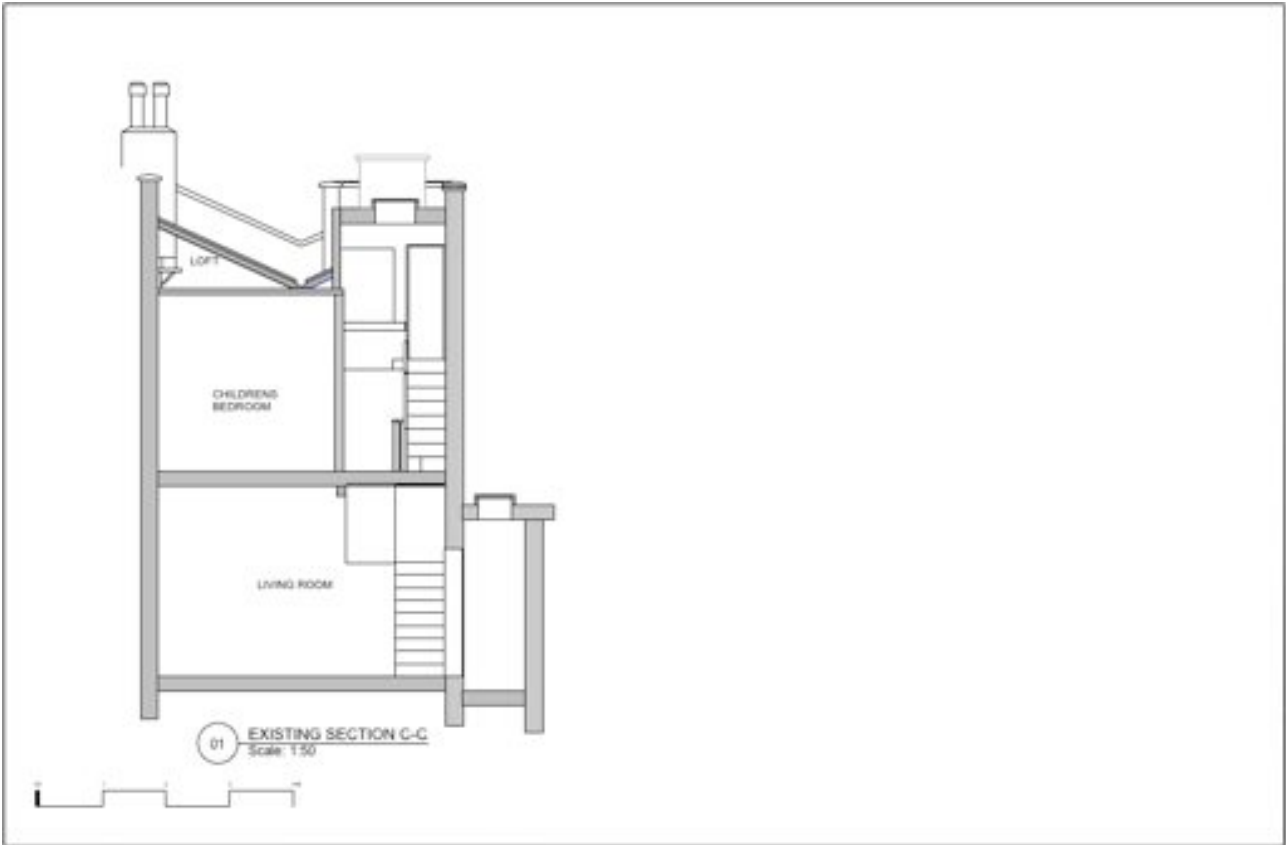 LOFT
CHILDRENS
BEDROOM
LIVING ROOM
01
EXISTING SECTION C-C
Scale: 1:50